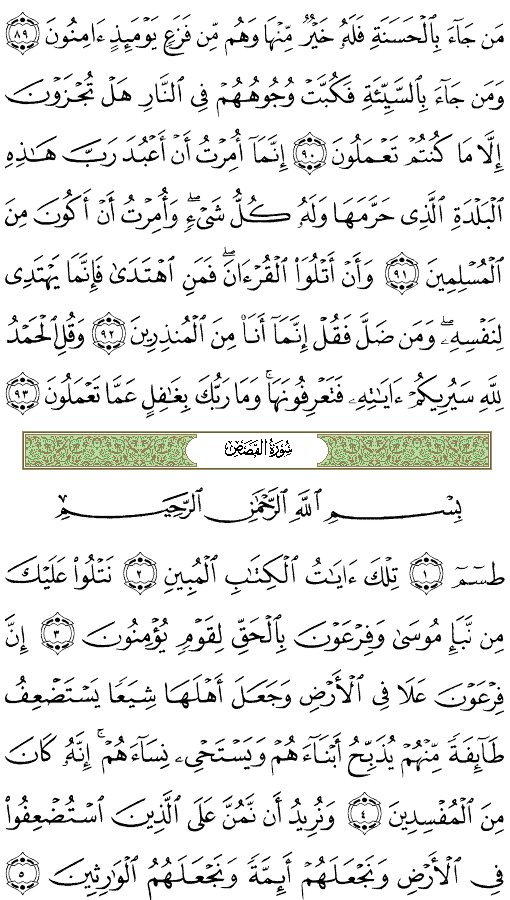 مَن جَآءَ بِٱلْحَسَنَةِ فَلَهُۥ خَيْرٌ مِّنْهَا وَهُم مِّن فَزَعٍ يَوْمَئِذٍ ءَامِنُونَ ٨٩
وَمَن جَآءَ بِٱلسَّيِّئَةِ فَكُبَّتْ وُجُوهُهُمْ فِى ٱلنَّارِ هَلْ تُجْزَوْنَ
إِلَّا مَا كُنتُمْ تَعْمَلُونَ ٩٠ إِنَّمَآ أُمِرْتُ أَنْ أَعْبُدَ رَبَّ هَٰذِهِ
ٱلْبَلْدَةِ ٱلَّذِى حَرَّمَهَا وَلَهُۥ كُلُّ شَىْءٍ ۖ وَأُمِرْتُ أَنْ أَكُونَ مِنَ
ٱلْمُسْلِمِينَ ٩١ وَأَنْ أَتْلُوَا۟ ٱلْقُرْءَانَ ۖ فَمَنِ ٱهْتَدَىٰ فَإِنَّمَا يَهْتَدِى
لِنَفْسِهِۦ ۖ وَمَن ضَلَّ فَقُلْ إِنَّمَآ أَنَا۠ مِنَ ٱلْمُنذِرِينَ ٩٢ وَقُلِ ٱلْحَمْدُ
لِلَّهِ سَيُرِيكُمْ ءَايَٰتِهِۦ فَتَعْرِفُونَهَا ۚ وَمَا رَبُّكَ بِغَٰفِلٍ عَمَّا تَعْمَلُونَ ٩٣
سُورَةُ القَصَصِ
بِسْمِ ٱللَّهِ ٱلرَّحْمَٰنِ ٱلرَّحِيمِ
طسٓمٓ ١ تِلْكَ ءَايَٰتُ ٱلْكِتَٰبِ ٱلْمُبِينِ ٢ نَتْلُوا۟ عَلَيْكَ
مِن نَّبَإِ مُوسَىٰ وَفِرْعَوْنَ بِٱلْحَقِّ لِقَوْمٍ يُؤْمِنُونَ ٣ إِنَّ
فِرْعَوْنَ عَلَا فِى ٱلْأَرْضِ وَجَعَلَ أَهْلَهَا شِيَعًا يَسْتَضْعِفُ
طَآئِفَةً مِّنْهُمْ يُذَبِّحُ أَبْنَآءَهُمْ وَيَسْتَحْىِۦ نِسَآءَهُمْ ۚ إِنَّهُۥ كَانَ
مِنَ ٱلْمُفْسِدِينَ ٤ وَنُرِيدُ أَن نَّمُنَّ عَلَى ٱلَّذِينَ ٱسْتُضْعِفُوا۟
فِى ٱلْأَرْضِ وَنَجْعَلَهُمْ أَئِمَّةً وَنَجْعَلَهُمُ ٱلْوَٰرِثِينَ ٥